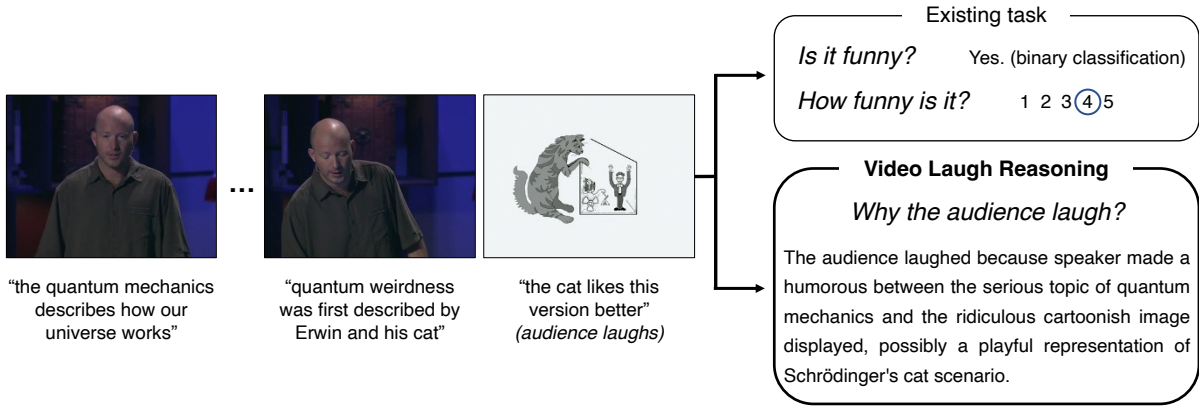 Existing task
Is it funny? Yes. (binary classification)
How funny is it? 1 2 3 4 5
...
“the quantum mechanics
describes how our
universe works”
“quantum weirdness
was first described by
Erwin and his cat”
“the cat likes this
version better”
(audience laughs)
Video Laugh Reasoning
Why the audience laugh?
The audience laughed because speaker made a
humorous between the serious topic of quantum
mechanics and the ridiculous cartoonish image
displayed, possibly a playful representation of
Schrödinger's cat scenario.